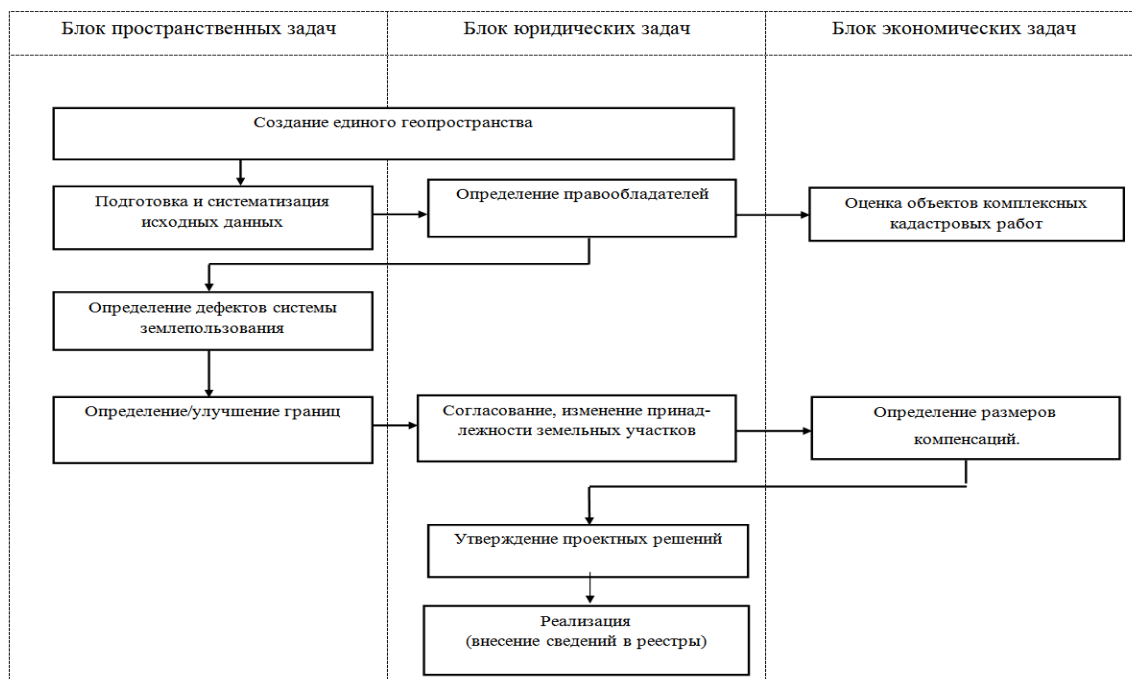 Блок пространственных задач
Блок юридических задач
Блок экономических задач
Создание единого геопространства
Подготовка и систематизация
исходных данных
Определение правообладателей
Оценка объектов комплексных
кадастровых работ
Определение дефектов системы
землепользования
Определение/улучшение границ
Согласование, изменение принад-
лежности земельных участков
Определение размеров
компенсаций.
Утверждение проектных решений
Реализация
(внесение сведений в реестры)